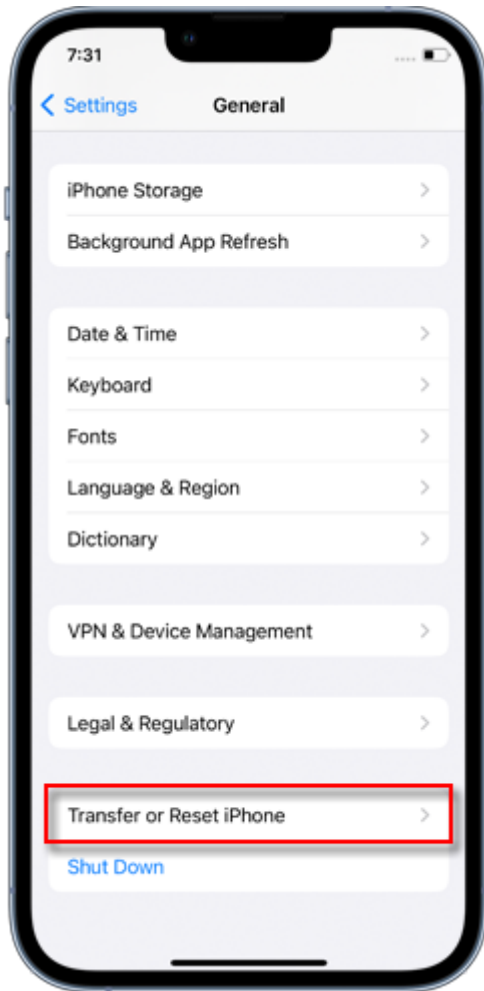 7:31
Settings
General
iPhone Storage
Background App Refresh
Date & Time
Keyboard
Fonts
Language & Region
Dictionary
VPN & Device Management
Legal & Regulatory
Transfer or Reset iPhone
Shut Down